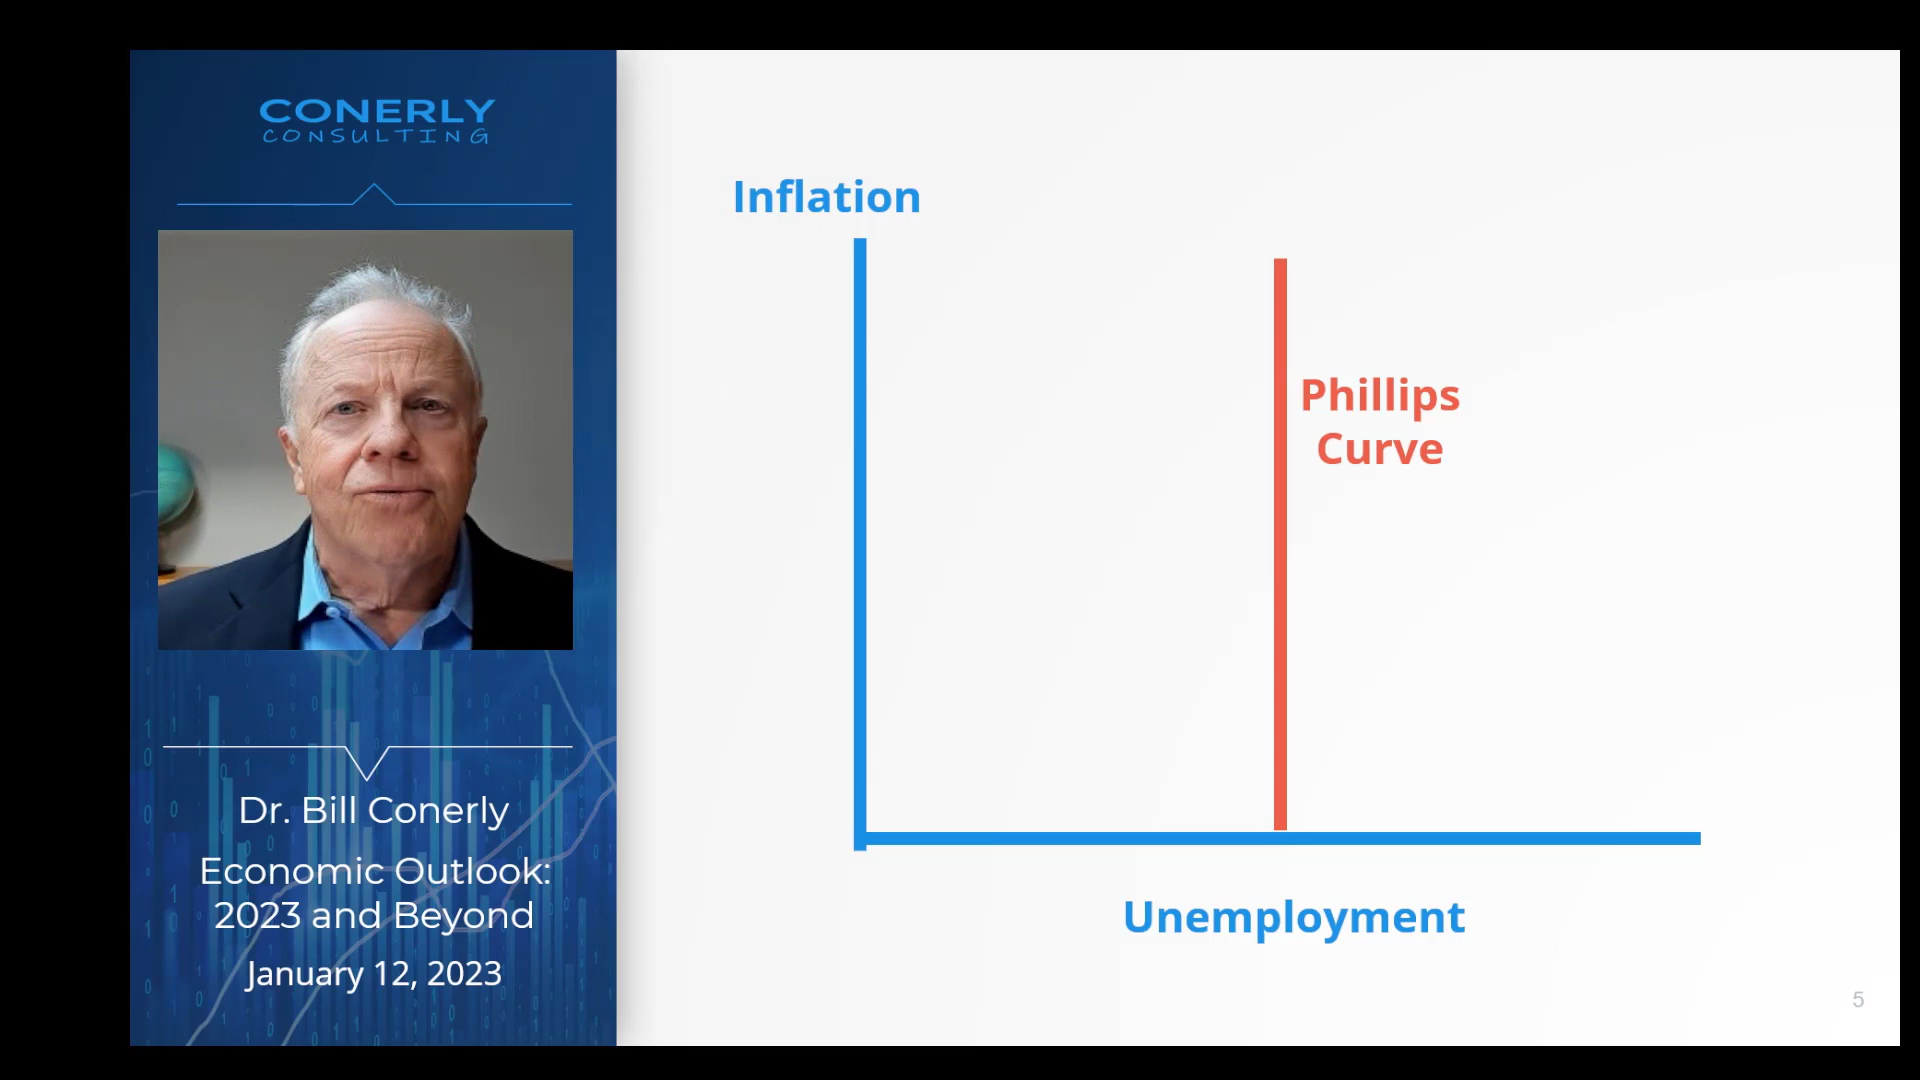 CONERLY
CONSULTING
Dr. Bill Conerly
Economic Outlook:
2023 and Beyond
January 12, 2023
Inflation
Phillips
Curve
Unemployment
5